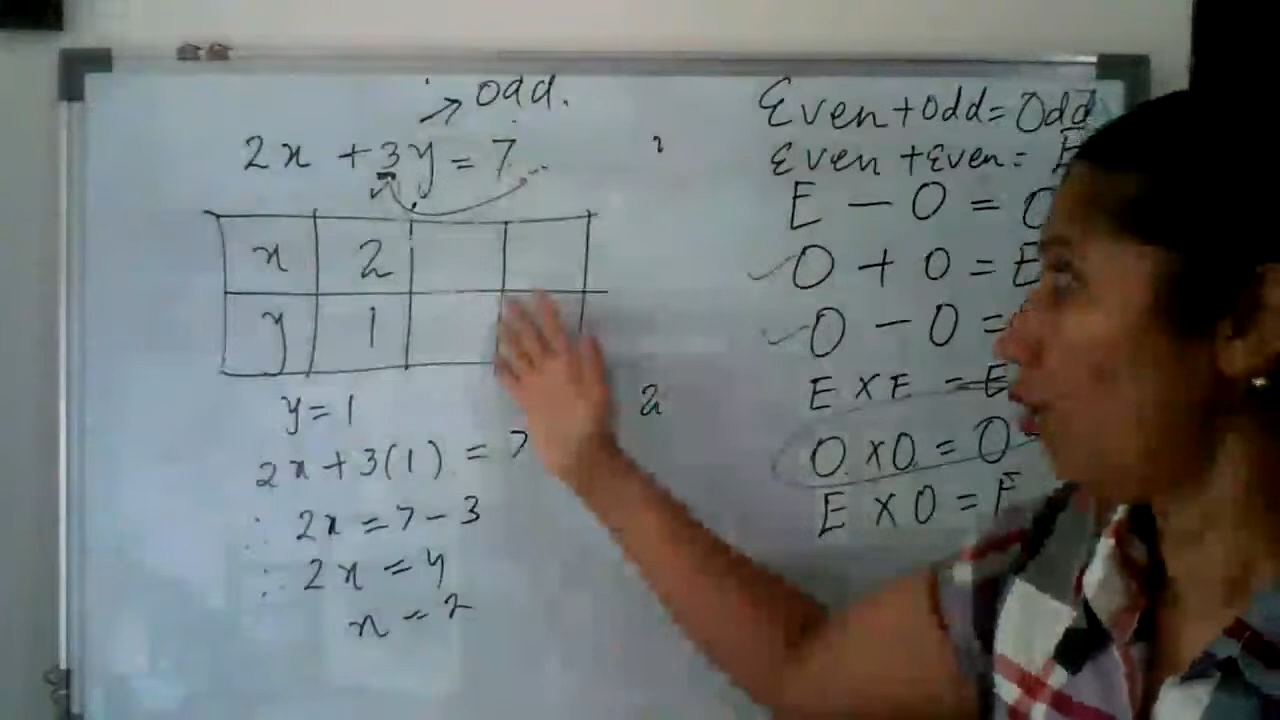 → odd.
2x + 3y = 7
x 2
y 1
y = 1
2x + 3(1) = 7
∴ 2x = 7 - 3
∴ 2x = 4
x = 2
2
Even + odd = Odd
Even + Even = E
E - O = O
✓ O + O = E
✓ O - O =
E × E = E
O × O = O
E × O = E